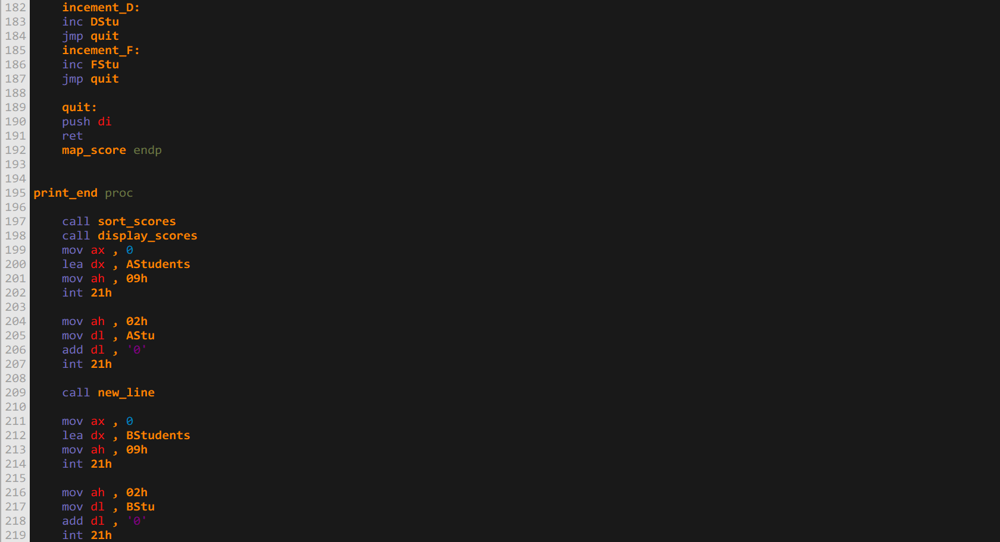 182 incement_D:
183 inc DStu
184 jmp quit
185 incement_F:
186 inc FStu
187 jmp quit
188
189 quit:
190 push di
191 ret
192 map_score endp
193
194
195 print_end proc
196
197 call sort_scores
198 call display_scores
199 mov ax , 0
200 lea dx , AStudents
201 mov ah , 09h
202 int 21h
203
204 mov ah , 02h
205 mov dl , AStu
206 add dl , '0'
207 int 21h
208
209 call new_line
210
211 mov ax , 0
212 lea dx , BStudents
213 mov ah , 09h
214 int 21h
215
216 mov ah , 02h
217 mov dl , BStu
218 add dl , '0'
219 int 21h